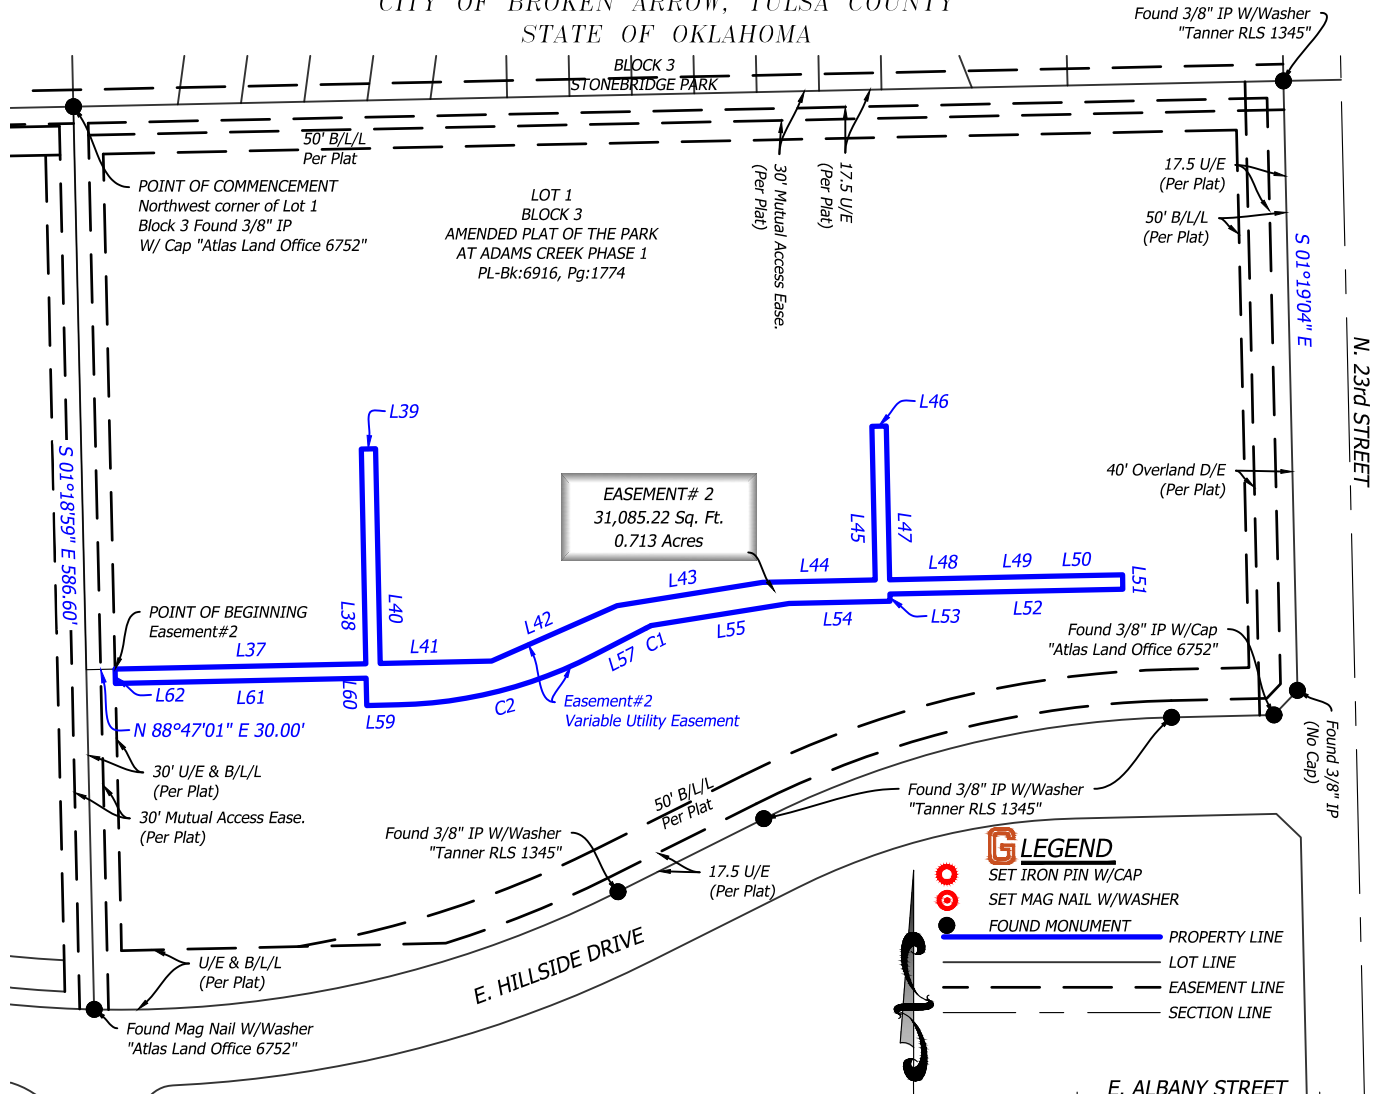 CITY OF BROKEN ARROW, TULSA COUNTY
STATE OF OKLAHOMA
Found 3/8" IP W/Washer
"Tanner RLS 1345"
BLOCK 3
STONEBRIDGE PARK
50' B/L/L
Per Plat
POINT OF COMMENCEMENT
Northwest corner of Lot 1
Block 3 Found 3/8" IP
W/ Cap "Atlas Land Office 6752"
LOT 1
BLOCK 3
AMENDED PLAT OF THE PARK
AT ADAMS CREEK PHASE 1
PL-Bk:6916, Pg:1774
30' Mutual Access Ease.
(Per Plat)
17.5 U/E
(Per Plat)
17.5 U/E
(Per Plat)
50' B/L/L
(Per Plat)
S 01°19'04" E
N. 23rd STREET
40' Overland D/E
(Per Plat)
S 01°18'59" E 586.60'
L39
L46
EASEMENT# 2
31,085.22 Sq. Ft.
0.713 Acres
L45
L47
L44
L48
L49
L50
L51
L43
L42
L38
L40
L41
L37
POINT OF BEGINNING
Easement#2
L52
L53
L54
L55
C1
L57
C2
L59
L60
L61
L62
Easement#2
Variable Utility Easement
N 88°47'01" E 30.00'
Found 3/8" IP W/Cap
"Atlas Land Office 6752"
Found 3/8" IP
(No Cap)
30' U/E & B/L/L
(Per Plat)
30' Mutual Access Ease.
(Per Plat)
50' B/L/L
Per Plat
Found 3/8" IP W/Washer
"Tanner RLS 1345"
Found 3/8" IP W/Washer
"Tanner RLS 1345"
17.5 U/E
(Per Plat)
E. HILLSIDE DRIVE
U/E & B/L/L
(Per Plat)
Found Mag Nail W/Washer
"Atlas Land Office 6752"
G LEGEND
SET IRON PIN W/CAP
SET MAG NAIL W/WASHER
FOUND MONUMENT
PROPERTY LINE
LOT LINE
EASEMENT LINE
SECTION LINE
E. ALBANY STREET